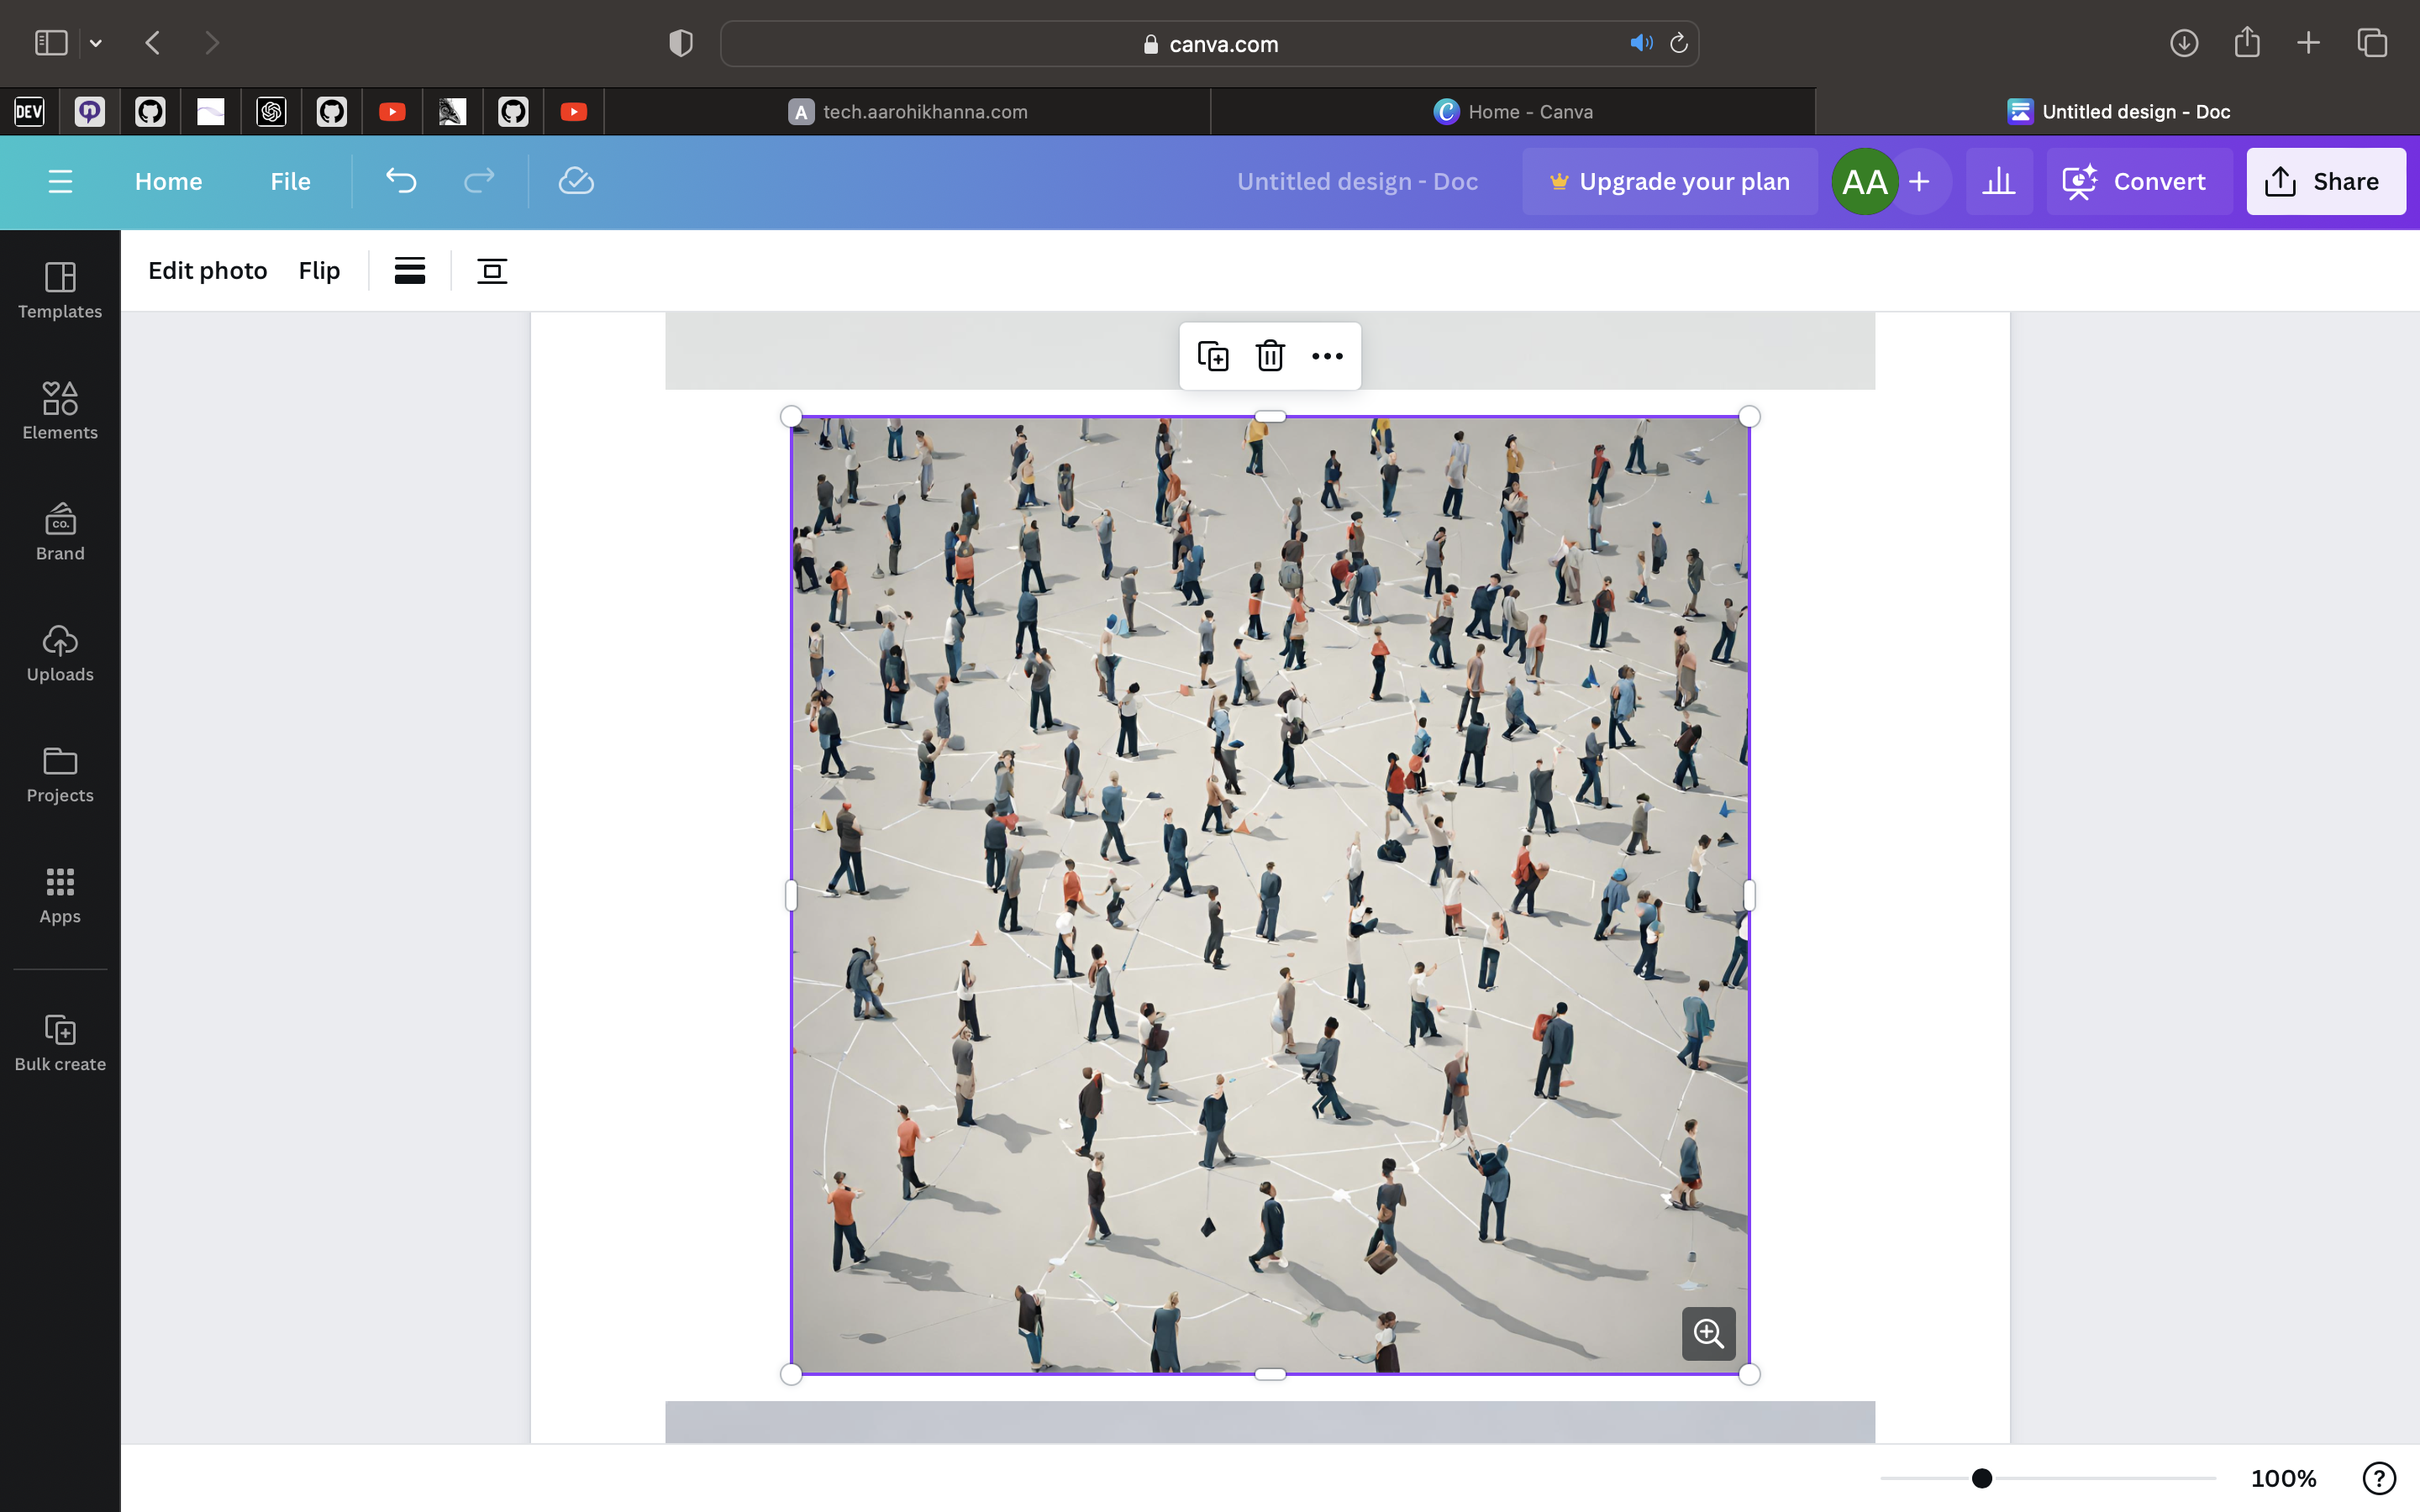 canva.com
DEV
A tech.aarohikhanna.com
Home - Canva
Untitled design - Doc
Home
File
Untitled design - Doc
Upgrade your plan
AA
Convert
Share
Edit photo
Flip
Templates
Elements
CO.
Brand
Uploads
Projects
Apps
Bulk create
100%
?